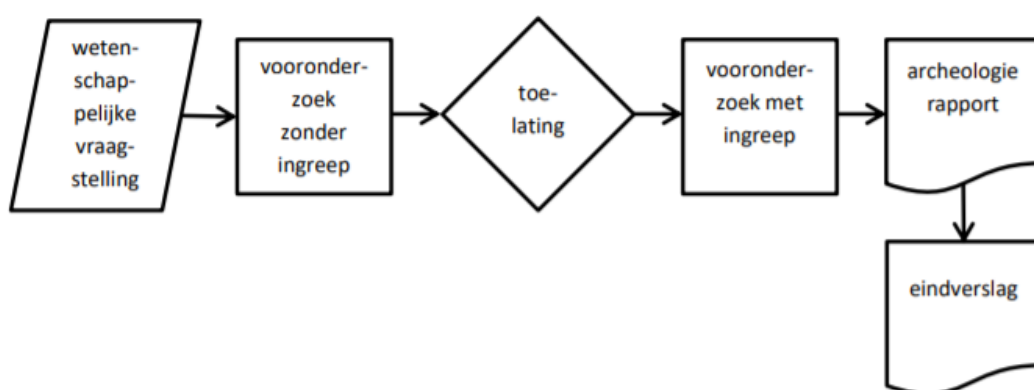 weten-
schap-
pelijke
vraag-
stelling
vooronder-
zoek
zonder
ingreep
toe-
lating
vooronder-
zoek met
ingreep
archeologie
rapport
eindverslag